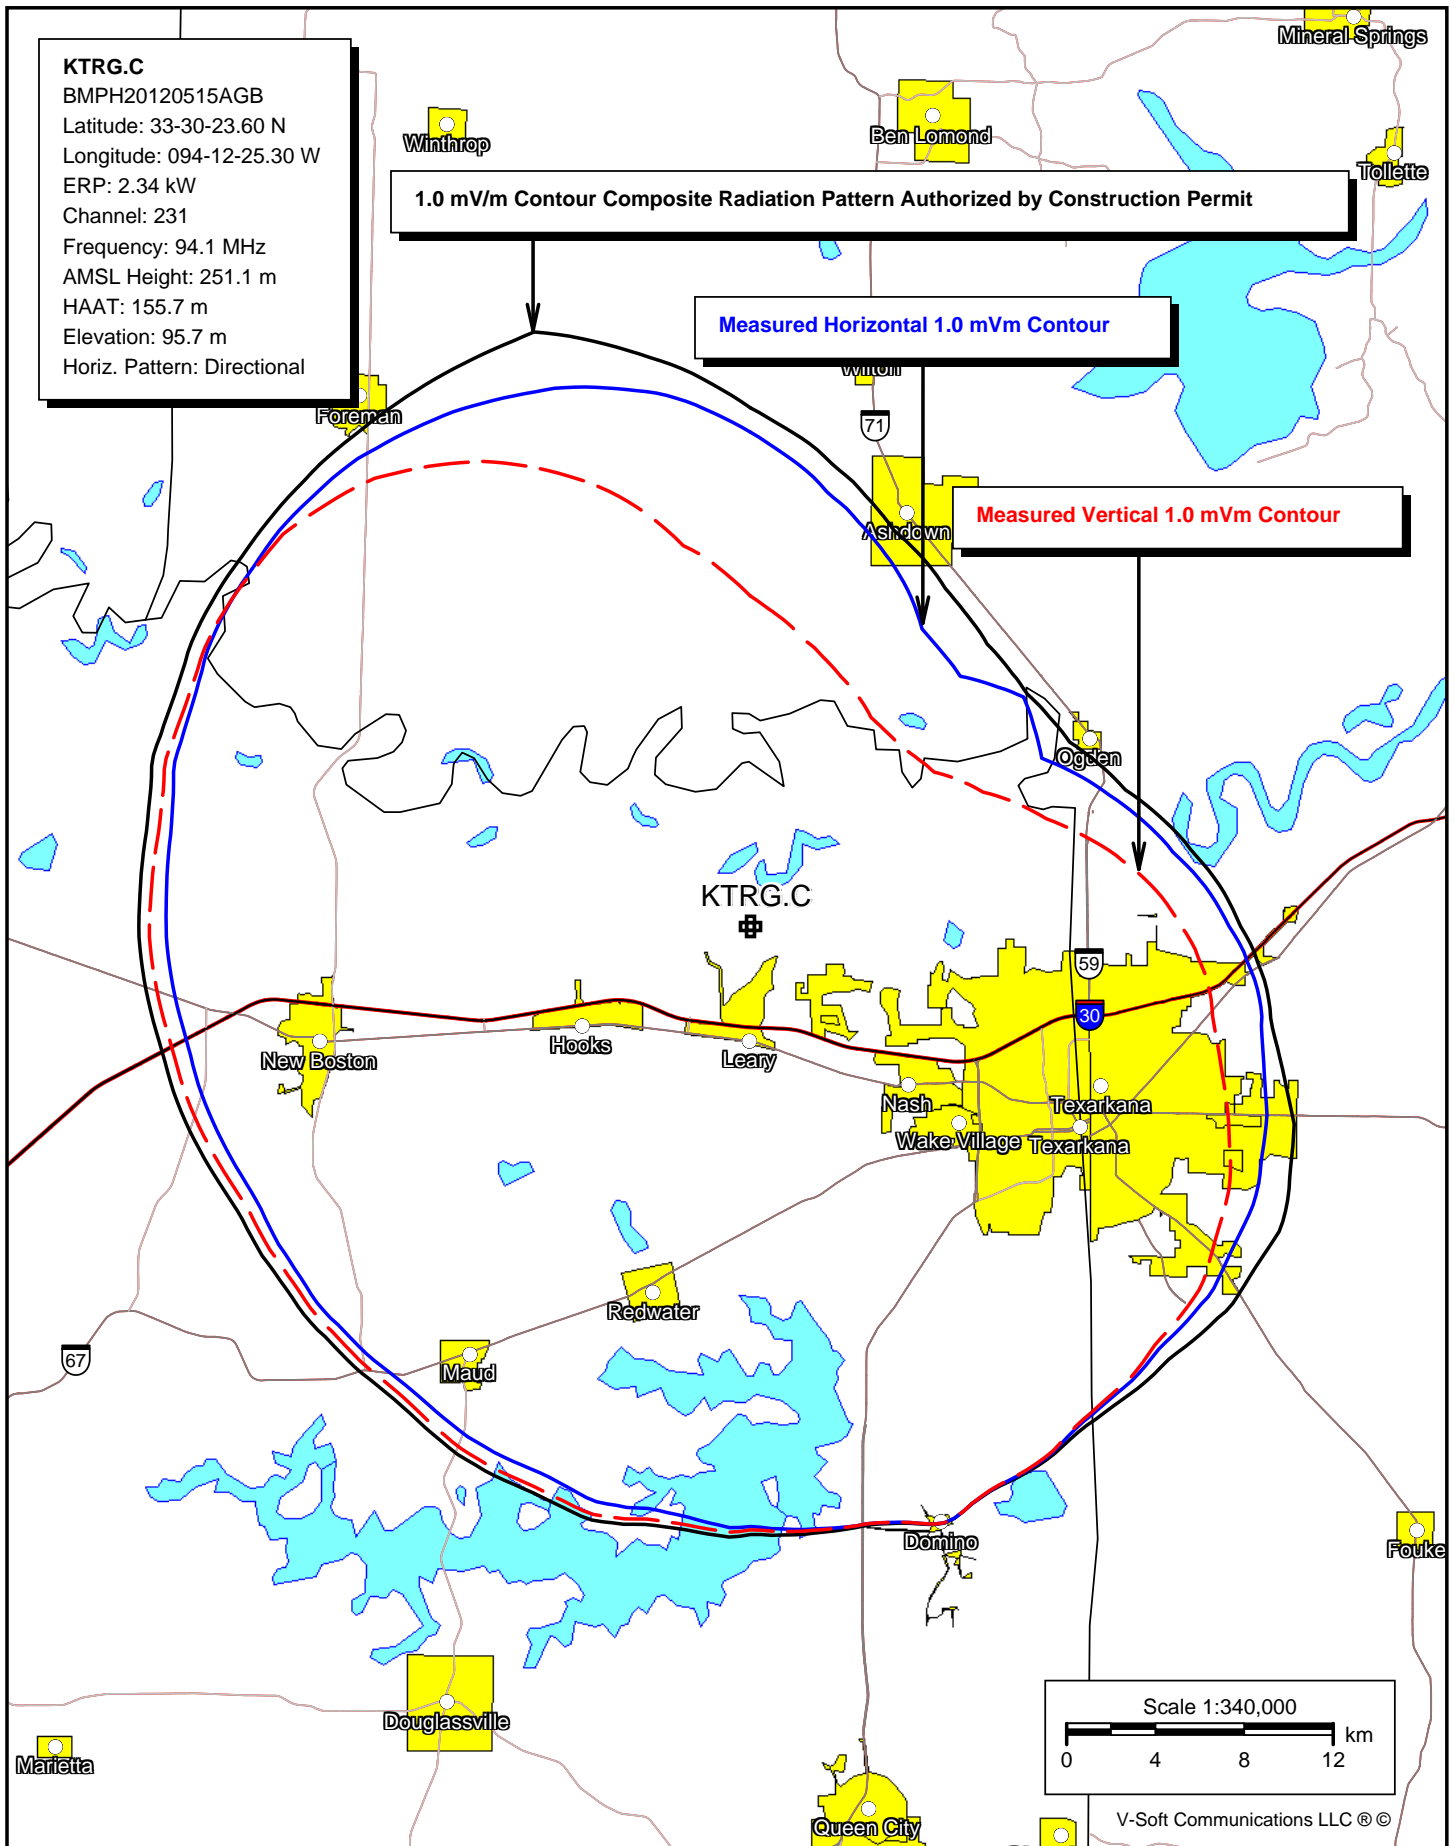 KTRG.C
BMPH20120515AGB
Latitude: 33-30-23.60 N
Longitude: 094-12-25.30 W
ERP: 2.34 kW
Channel: 231
Frequency: 94.1 MHz
AMSL Height: 251.1 m
HAAT: 155.7 m
Elevation: 95.7 m
Horiz. Pattern: Directional
Mineral Springs
Winthrop
Ben Lomond
Tollette
1.0 mV/m Contour Composite Radiation Pattern Authorized by Construction Permit
Measured Horizontal 1.0 mVm Contour
Wilton
Foreman
71
Measured Vertical 1.0 mVm Contour
Ashdown
Ogden
KTRG.C
59
30
New Boston
Hooks
Leary
Nash
Texarkana
Wake Village
Texarkana
Redwater
67
Maud
Domino
Fouke
Douglassville
Marietta
Queen City
Scale 1:340,000
km
0 4 8 12
V-Soft Communications LLC ® ©